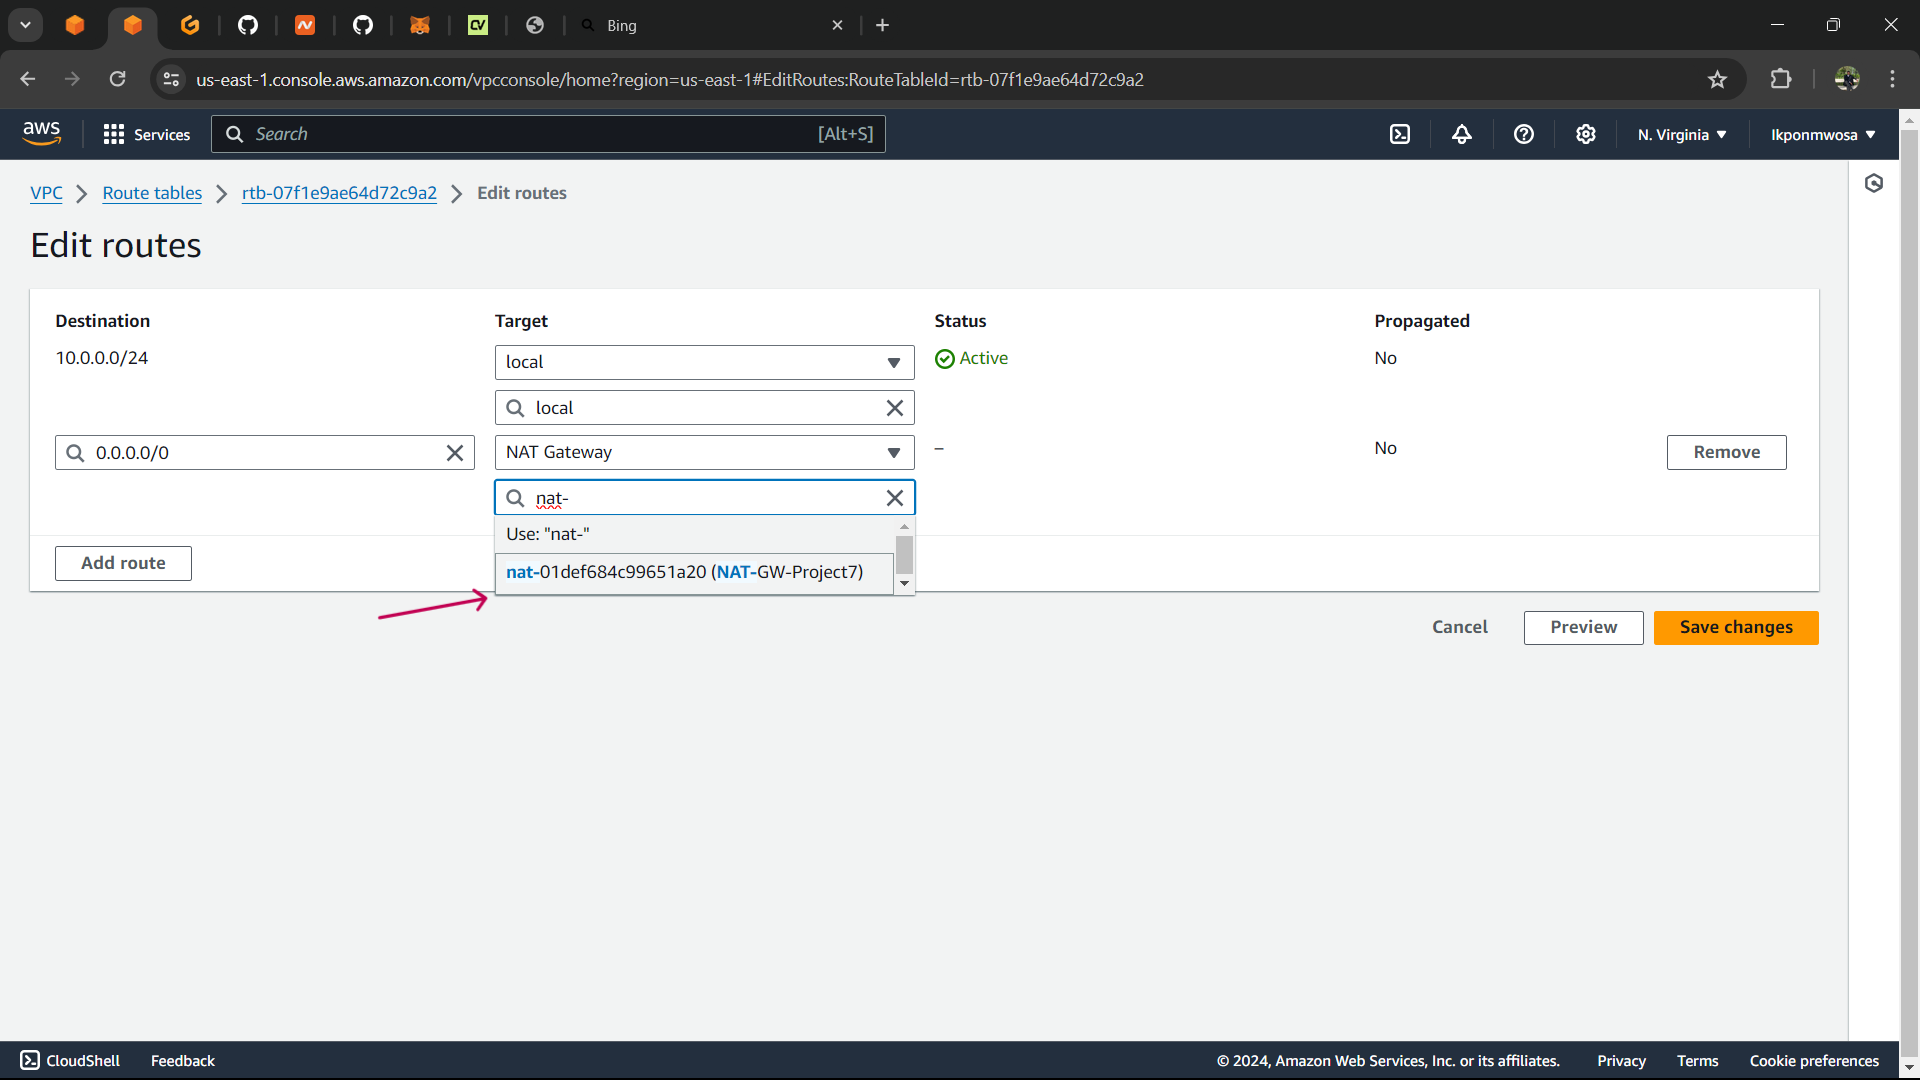 Bing
us-east-1.console.aws.amazon.com/vpcconsole/home?region=us-east-1#EditRoutes:RouteTableId=rtb-07f1e9ae64d72c9a2
aws Services Search [Alt+S] N. Virginia Ikponmwosa
VPC Route tables rtb-07f1e9ae64d72c9a2 Edit routes
Edit routes
Destination Target Status Propagated
10.0.0.0/24 local Active No
local
0.0.0.0/0 NAT Gateway – No Remove
nat-
Use: "nat-"
Add route nat-01def684c99651a20 (NAT-GW-Project7)
Cancel Preview Save changes
CloudShell Feedback © 2024, Amazon Web Services, Inc. or its affiliates. Privacy Terms Cookie preferences